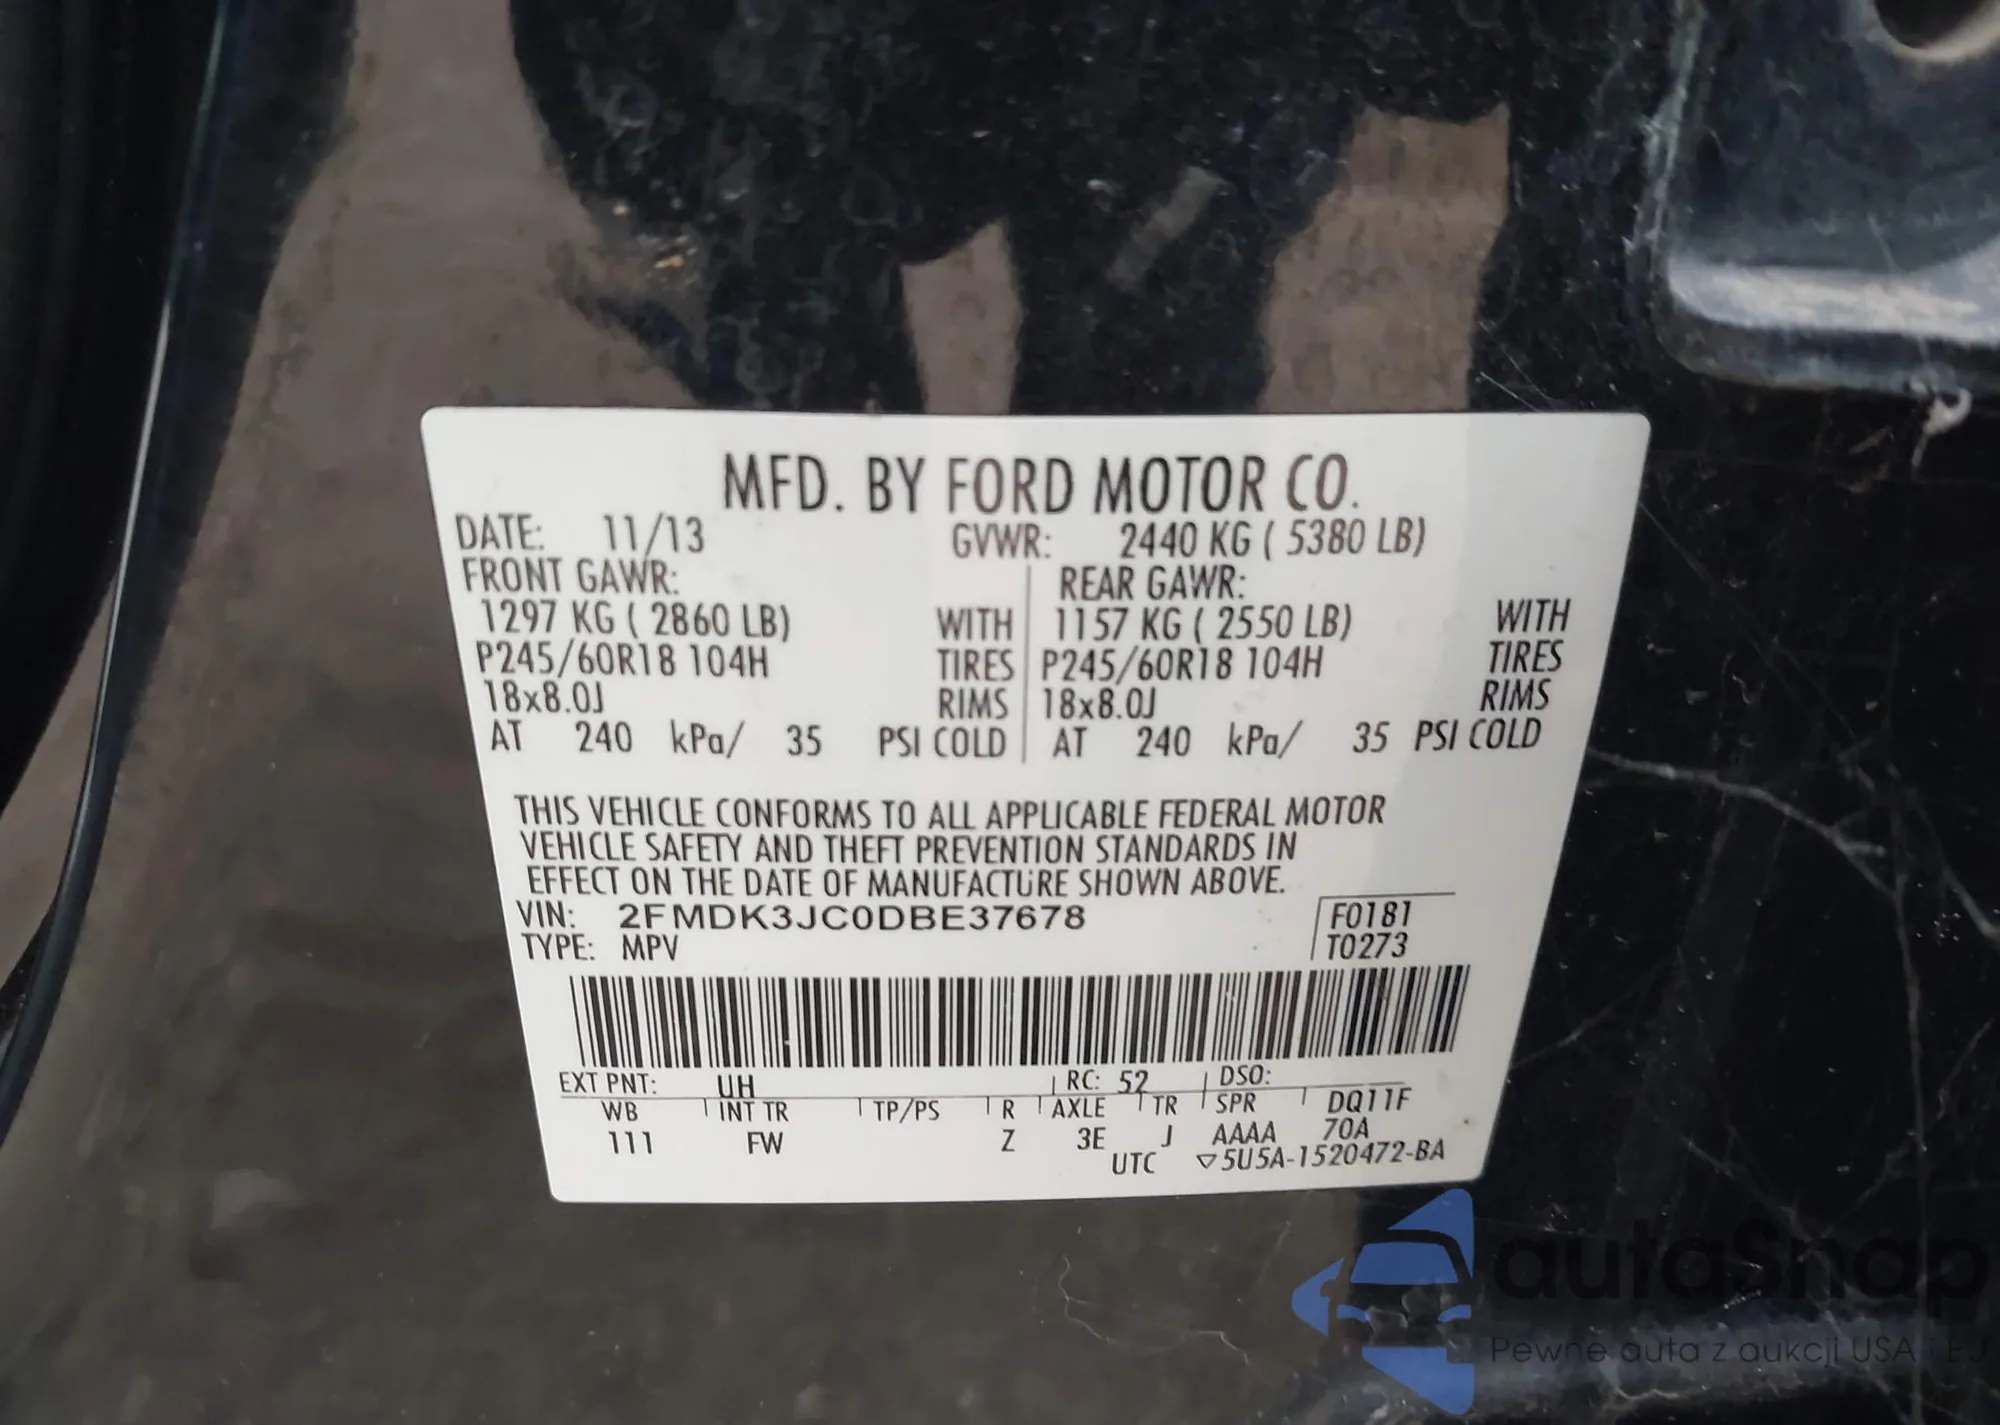 MFD. BY FORD MOTOR CO.
DATE: 11/13 GVWR: 2440 KG ( 5380 LB)
FRONT GAWR: REAR GAWR:
1297 KG ( 2860 LB) WITH 1157 KG ( 2550 LB) WITH
P245/60R18 104H TIRES P245/60R18 104H TIRES
18x8.0J RIMS 18x8.0J RIMS
AT 240 kPa/ 35 PSI COLD AT 240 kPa/ 35 PSI COLD
THIS VEHICLE CONFORMS TO ALL APPLICABLE FEDERAL MOTOR
VEHICLE SAFETY AND THEFT PREVENTION STANDARDS IN
EFFECT ON THE DATE OF MANUFACTURE SHOWN ABOVE.
VIN: 2FMDK3JC0DBE37678 F0181
TYPE: MPV T0273
EXT PNT: UH RC: 52 DSO:
WB INT TR TP/PS R AXLE TR SPR DQ11F
111 FW Z 3E J AAAA 70A
UTC ▽5U5A-1520472-BA
autoSnap
Pewne auta z aukcji USA i EU